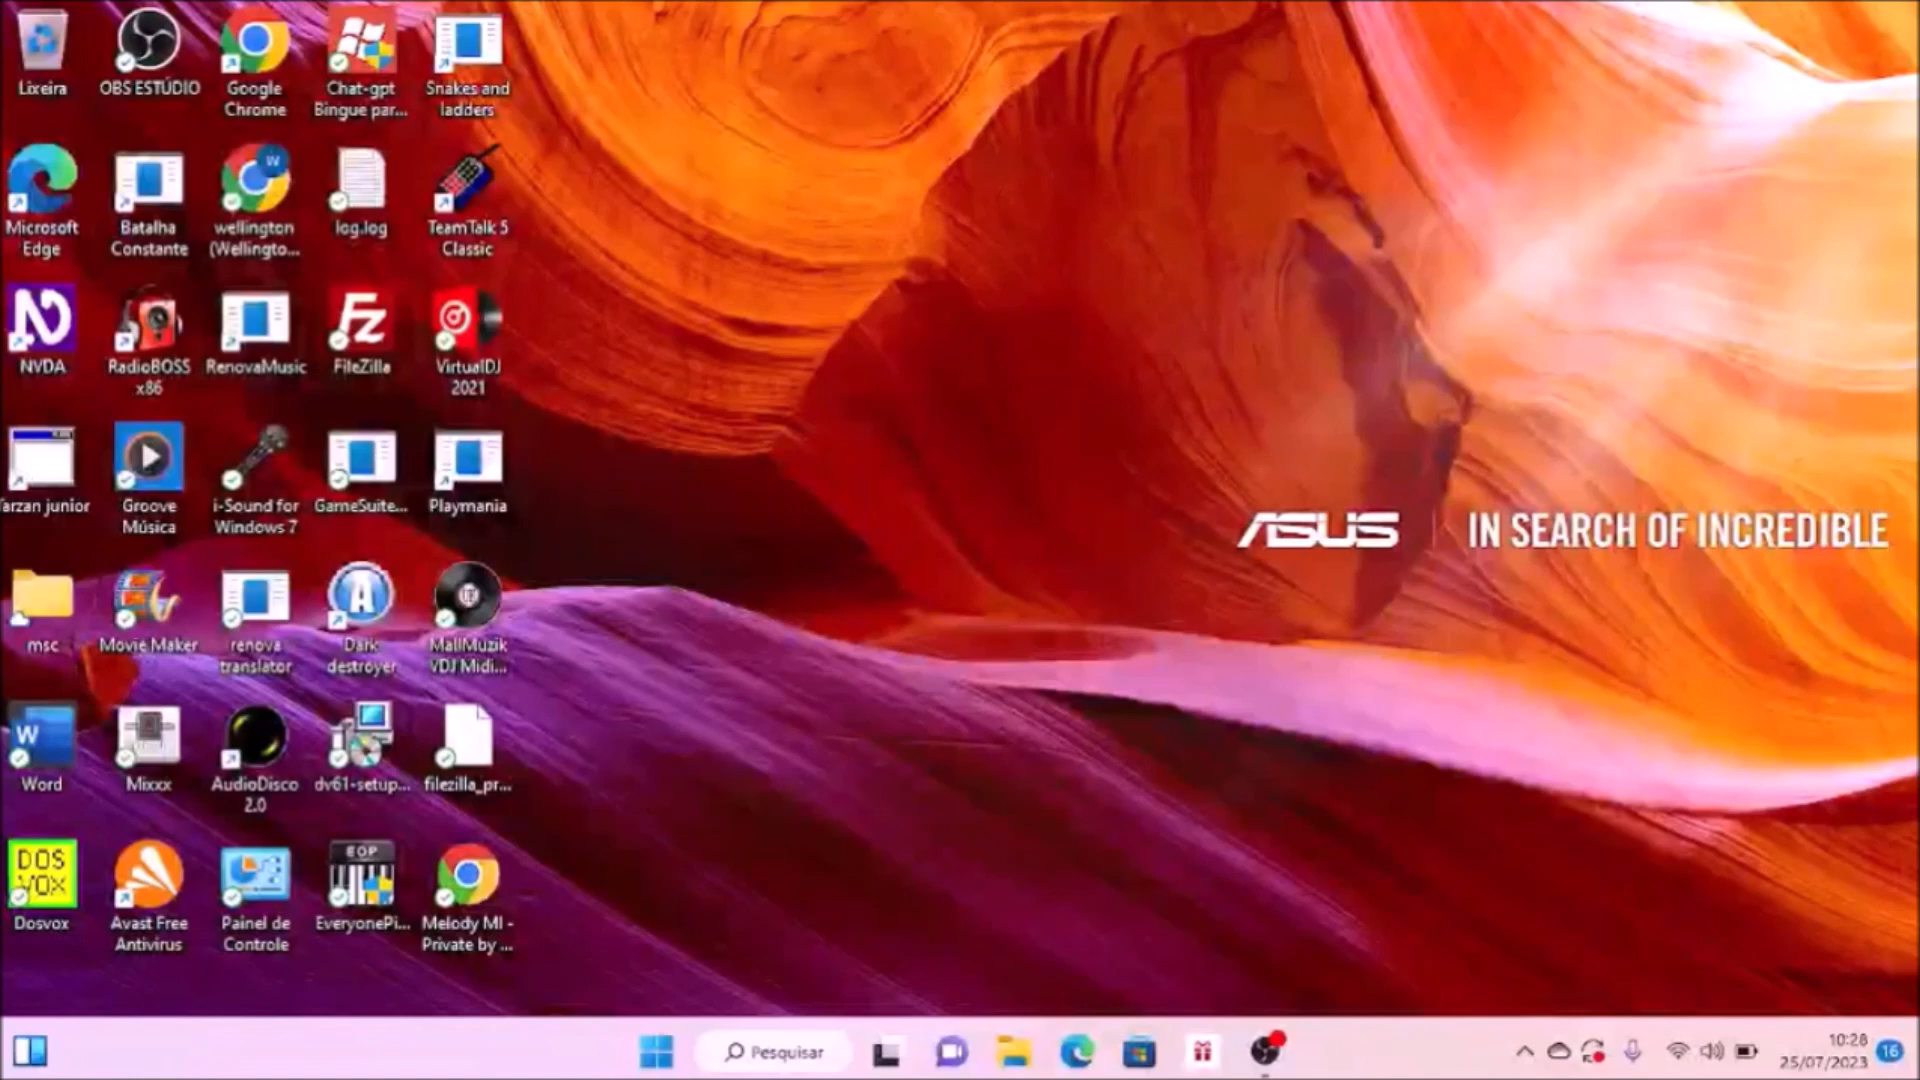 Lixeira
OBS ESTÚDIO
Google
Chrome
Chat-gpt
Bingue par...
Snakes and
ladders
Microsoft
Edge
Batalha
Constante
W
wellington
(Wellingto...
log.log
TeamTalk 5
Classic
NVDA
RadioBOSS
x86
RenovaMusic
Fz
FileZilla
VirtualDJ
2021
Tarzan junior
Groove
Música
i-Sound for
Windows 7
GameSuite...
Playmania
ASUS
IN SEARCH OF INCREDIBLE
msc
Movie Maker
renova
translator
A
Dark
destroyer
MallMuzik
VDJ Midi...
W
Word
Mixxx
AudioDisco
2.0
dv61-setup...
filezilla_pr...
DOS
VOX
Dosvox
Avast Free
Antivirus
Painel de
Controle
EOP
EveryonePi...
Melody MI -
Private by ...
Pesquisar
10:28
25/07/2023
16